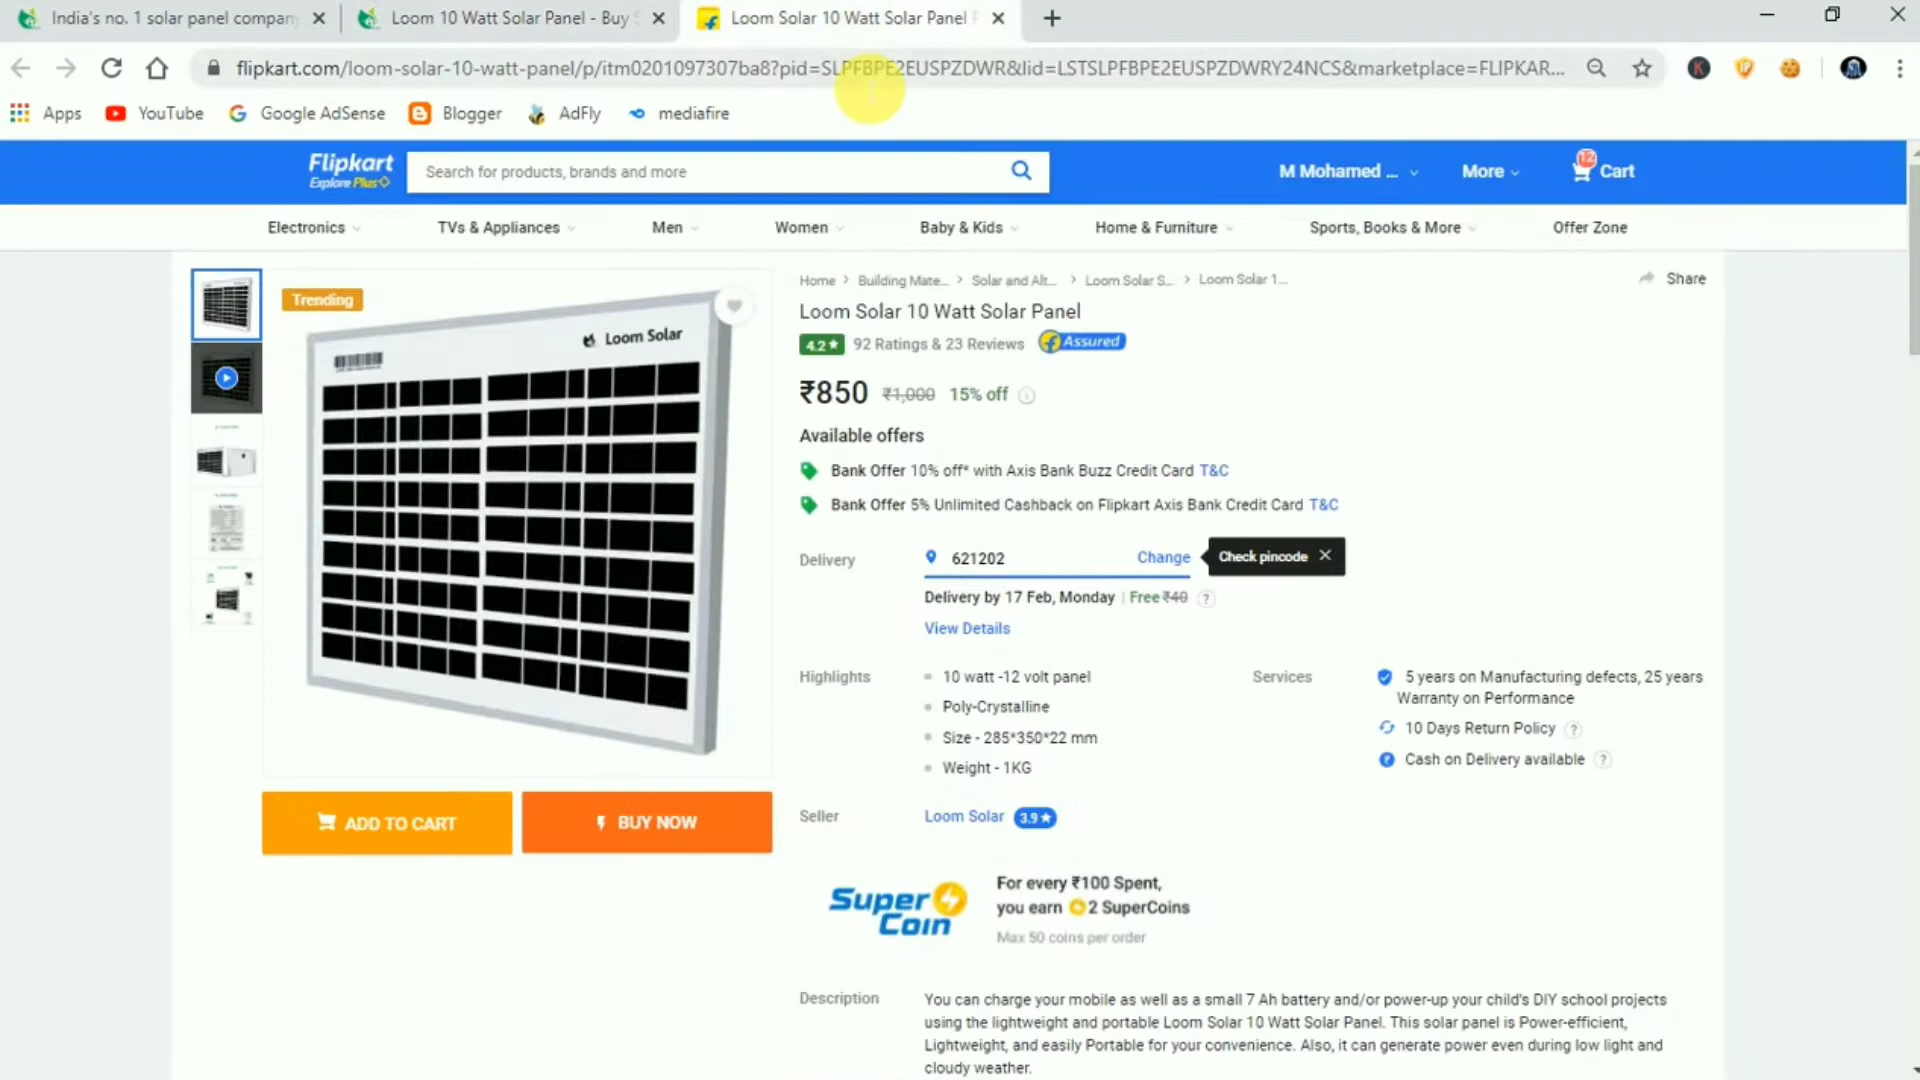 India's no. 1 solar panel company
Loom 10 Watt Solar Panel - Buy S
Loom Solar 10 Watt Solar Panel P
flipkart.com/loom-solar-10-watt-panel/p/itm0201097307ba8?pid=SLPFBPE2EUSPZDWR&lid=LSTSLPFBPE2EUSPZDWRY24NCS&marketplace=FLIPKAR...
Apps YouTube Google AdSense Blogger AdFly mediafire
Flipkart
Explore Plus
Search for products, brands and more
M Mohamed ...
More
12
Cart
Electronics TVs & Appliances Men Women Baby & Kids Home & Furniture Sports, Books & More Offer Zone
Trending
Loom Solar
ADD TO CART
BUY NOW
Home > Building Mate... > Solar and Alt... > Loom Solar S... > Loom Solar 1...
Share
Loom Solar 10 Watt Solar Panel
4.2★ 92 Ratings & 23 Reviews Assured
₹850 ₹1,000 15% off
Available offers
Bank Offer 10% off* with Axis Bank Buzz Credit Card T&C
Bank Offer 5% Unlimited Cashback on Flipkart Axis Bank Credit Card T&C
Delivery
621202 Change
Check pincode
Delivery by 17 Feb, Monday | Free ₹40 ?
View Details
Highlights
10 watt -12 volt panel
Poly-Crystalline
Size - 285*350*22 mm
Weight - 1KG
Services
5 years on Manufacturing defects, 25 years
Warranty on Performance
10 Days Return Policy ?
Cash on Delivery available ?
Seller
Loom Solar 3.9★
Super
Coin
For every ₹100 Spent,
you earn 2 SuperCoins
Max 50 coins per order
Description
You can charge your mobile as well as a small 7 Ah battery and/or power-up your child's DIY school projects
using the lightweight and portable Loom Solar 10 Watt Solar Panel. This solar panel is Power-efficient,
Lightweight, and easily Portable for your convenience. Also, it can generate power even during low light and
cloudy weather.